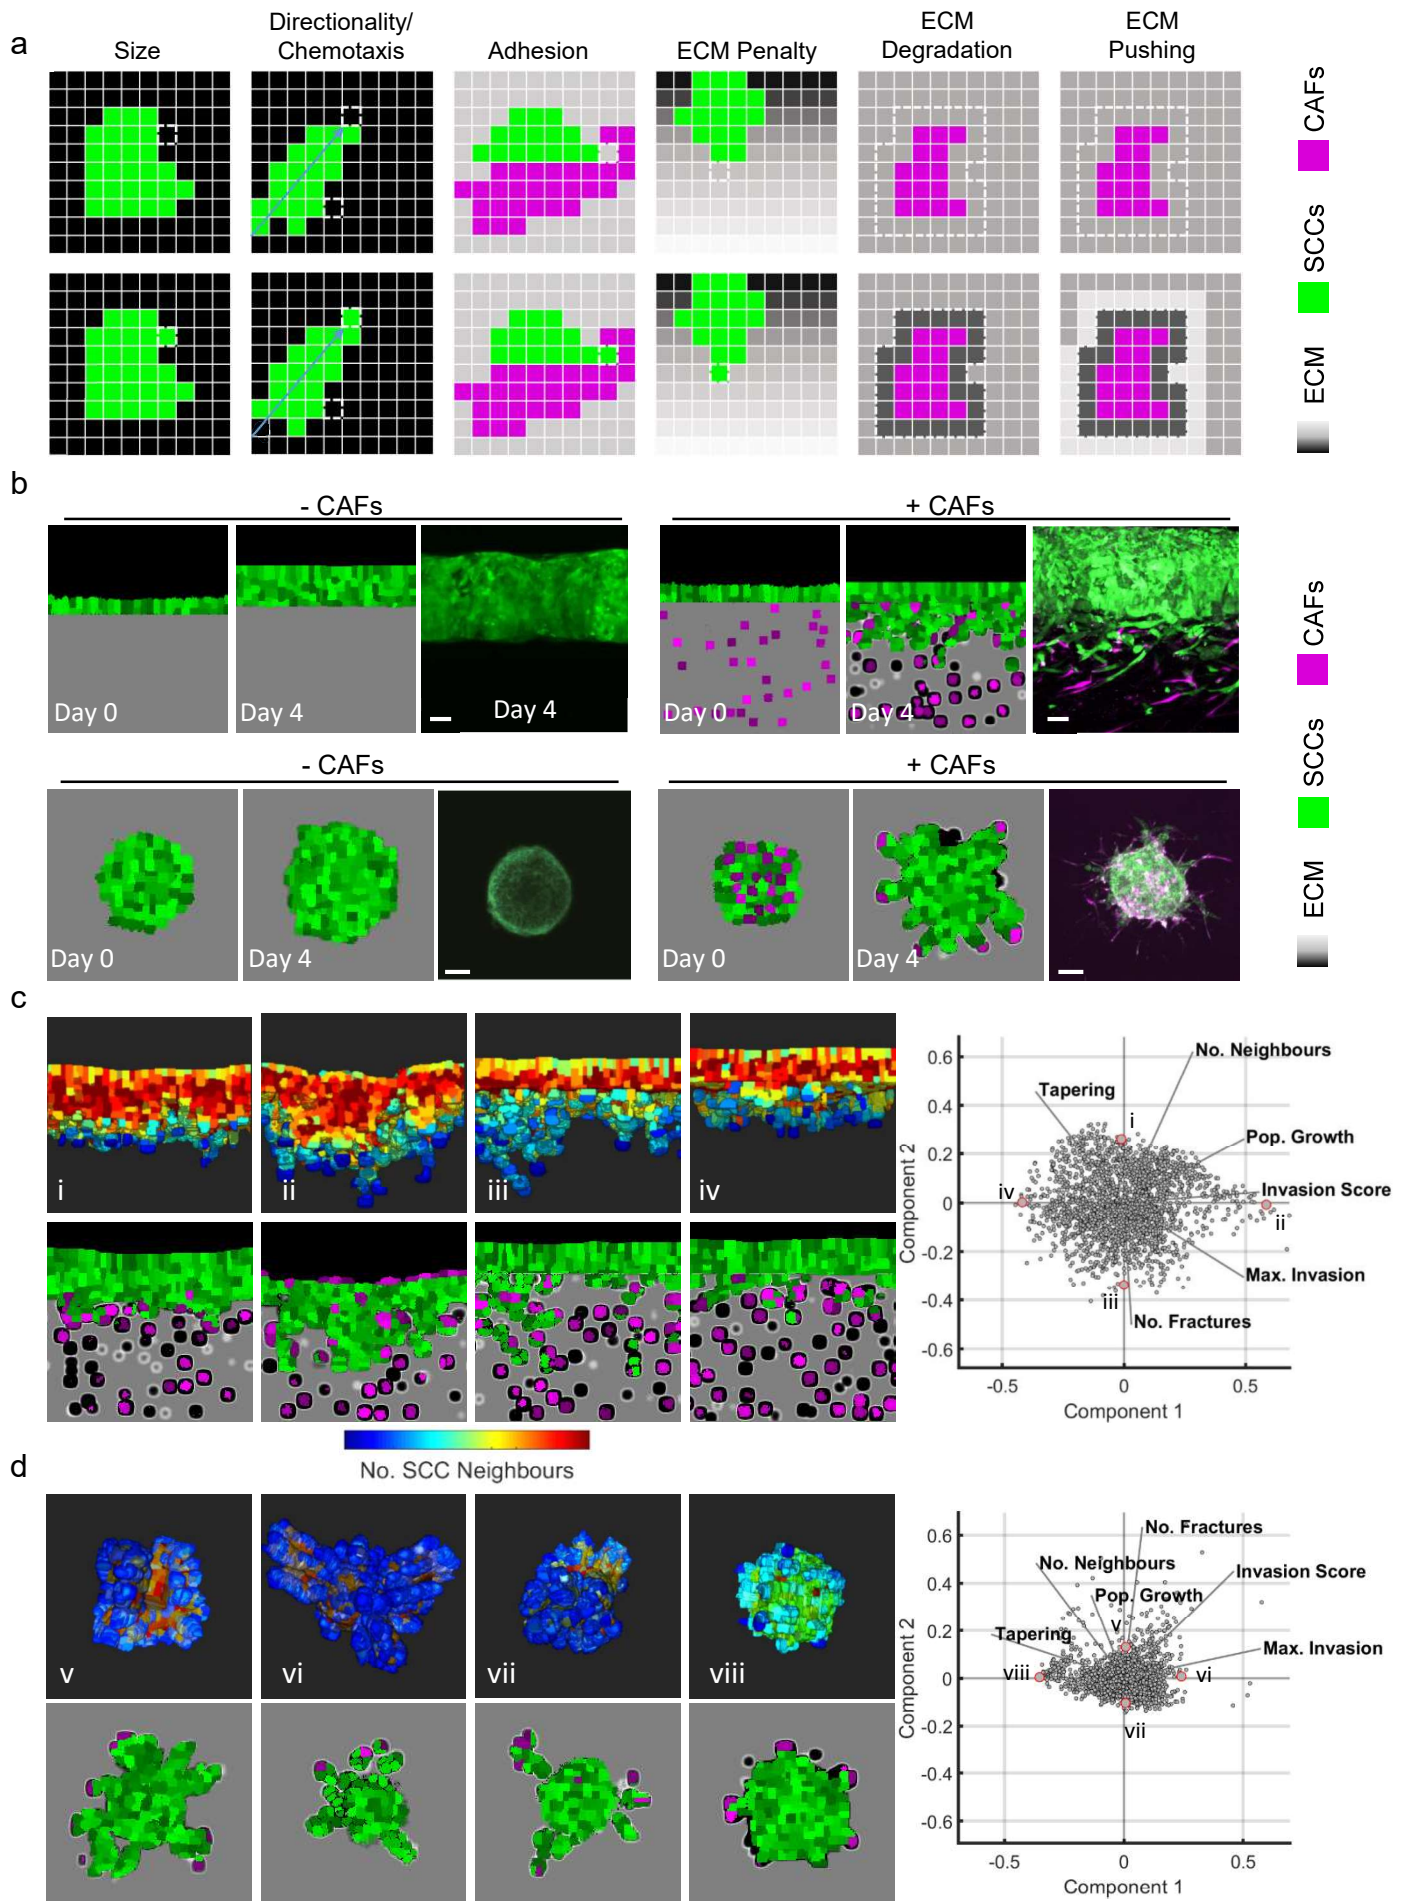 a
Size
Directionality/
Chemotaxis
Adhesion
ECM Penalty
ECM
Degradation
ECM
Pushing
CAFs
SCCs
ECM
b
- CAFs
+ CAFs
Day 0
Day 4
Day 4
Day 0
Day 4
- CAFs
+ CAFs
Day 0
Day 4
Day 0
Day 4
CAFs
SCCs
ECM
c
i
ii
iii
iv
No. SCC Neighbours
0.6
0.4
0.2
0
-0.2
-0.4
-0.6
Component 2
No. Neighbours
Tapering
i
Pop. Growth
iv
Invasion Score
ii
Max. Invasion
iii
No. Fractures
-0.5
0
0.5
Component 1
d
v
vi
vii
viii
0.6
0.4
0.2
0
-0.2
-0.4
-0.6
Component 2
No. Fractures
No. Neighbours
Invasion Score
Pop. Growth
v
Tapering
Max. Invasion
viii
vi
vii
-0.5
0
0.5
Component 1